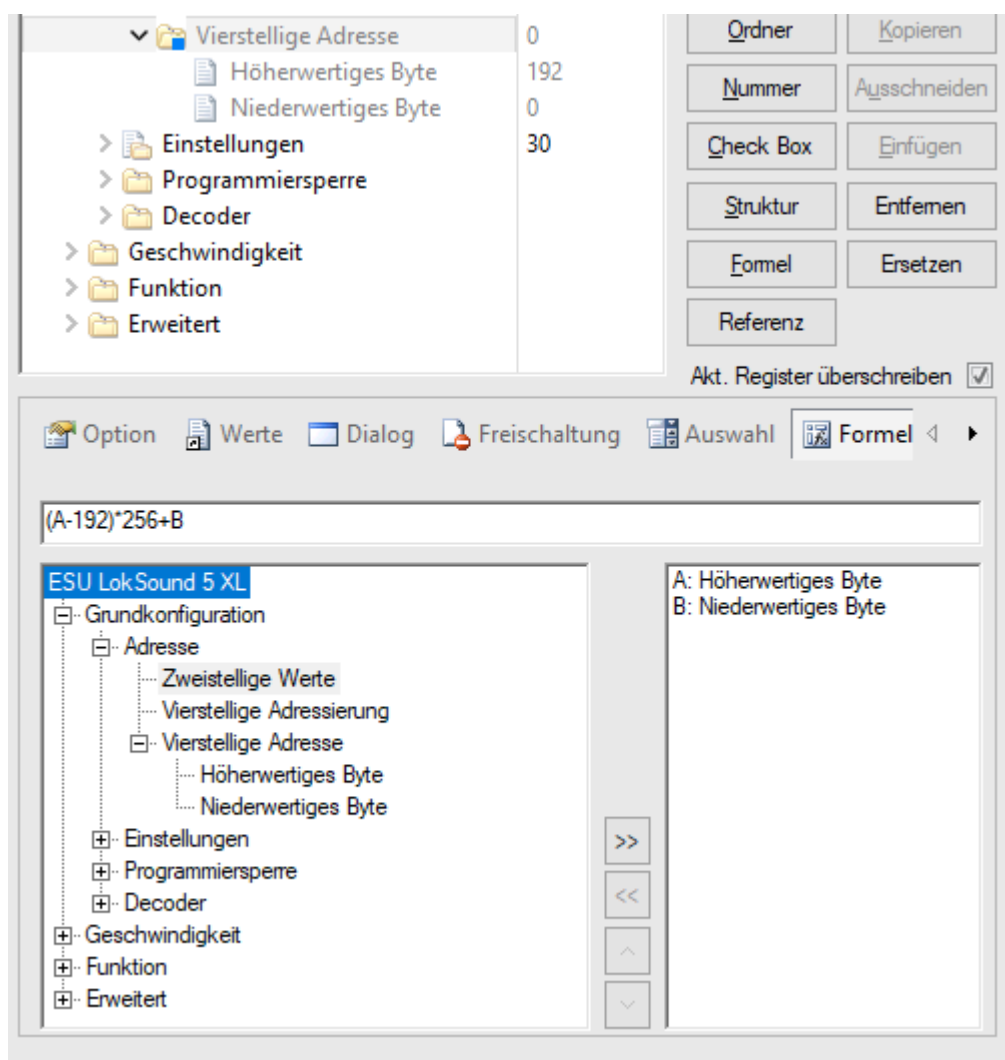 Vierstellige Adresse 0
Höherwertiges Byte 192
Niederwertiges Byte 0
Einstellungen 30
Programmiersperre
Decoder
Geschwindigkeit
Funktion
Erweitert
Ordner Kopieren
Nummer Ausschneiden
Check Box Einfügen
Struktur Entfernen
Formel Ersetzen
Referenz
Akt. Register überschreiben
Option Werte Dialog Freischaltung Auswahl Formel
(A-192)*256+B
ESU LokSound 5 XL
Grundkonfiguration
Adresse
Zweistellige Werte
Vierstellige Adressierung
Vierstellige Adresse
Höherwertiges Byte
Niederwertiges Byte
Einstellungen
Programmiersperre
Decoder
Geschwindigkeit
Funktion
Erweitert
>>
<<
A: Höherwertiges Byte
B: Niederwertiges Byte